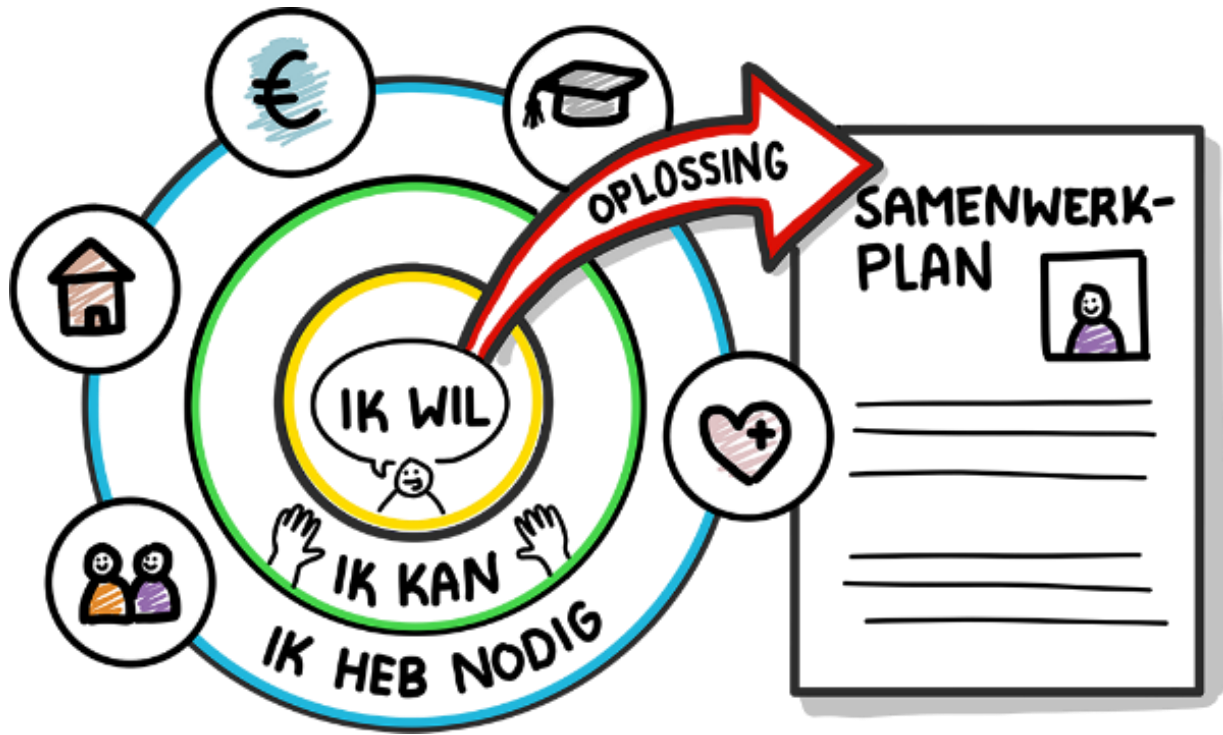 €
OPLOSSING
SAMENWERK-
PLAN
IK WIL
IK KAN
IK HEB NODIG